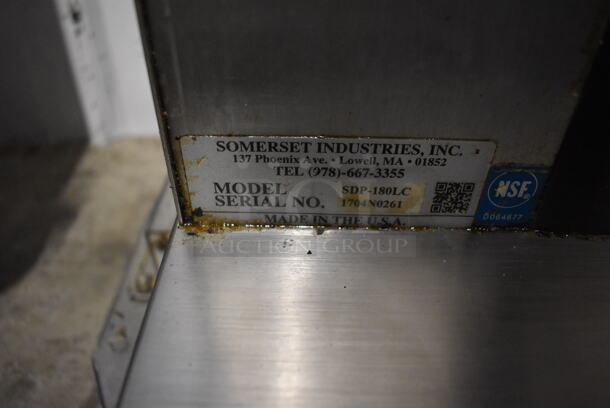 SOMERSET INDUSTRIES, INC.
137 Phoenix Ave. • Lowell, MA • 01852
TEL (978)-667-3355
MODEL SDP-180LC
SERIAL NO. 1704N0261
MADE IN THE U.S.A.
NSF.
D064677
AUCTION GROUP